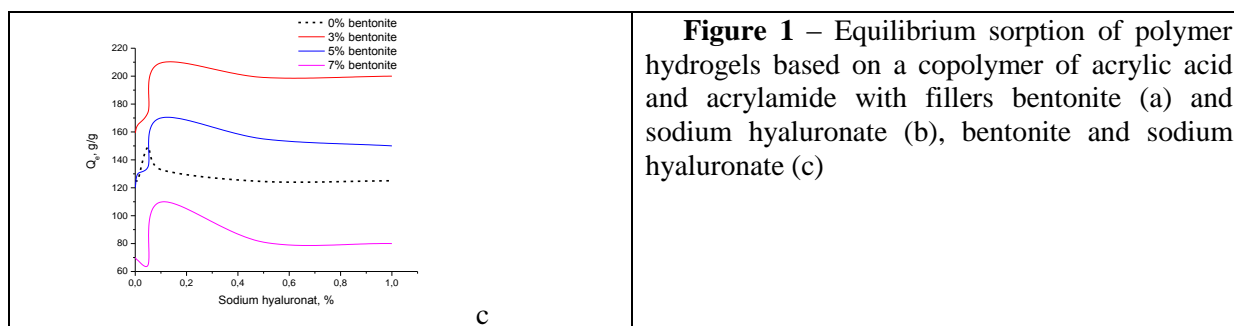 0% bentonite
3% bentonite
5% bentonite
7% bentonite
220
200
180
160
140
120
100
80
60
Qe, g/g
0,0 0,2 0,4 0,6 0,8 1,0
Sodium hyaluronat, %
c
Figure 1 – Equilibrium sorption of polymer
hydrogels based on a copolymer of acrylic acid
and acrylamide with fillers bentonite (a) and
sodium hyaluronate (b), bentonite and sodium
hyaluronate (c)